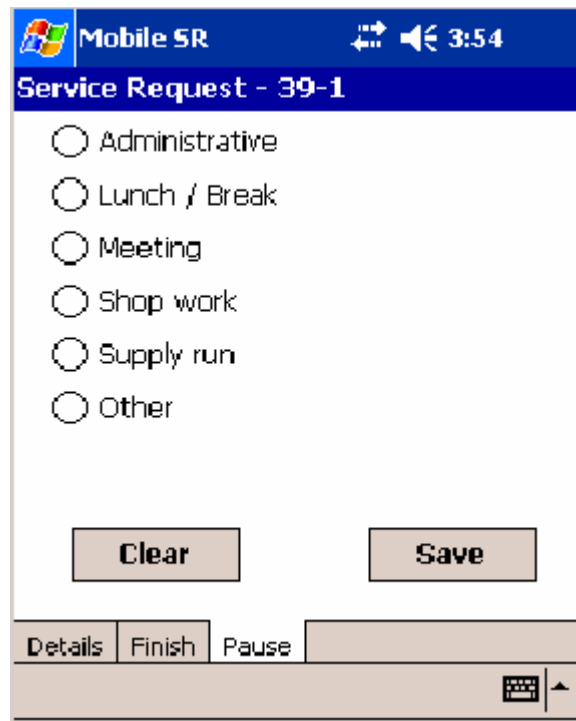 Mobile SR 3:54
Service Request - 39-1
Administrative
Lunch / Break
Meeting
Shop work
Supply run
Other
Clear Save
Details Finish Pause